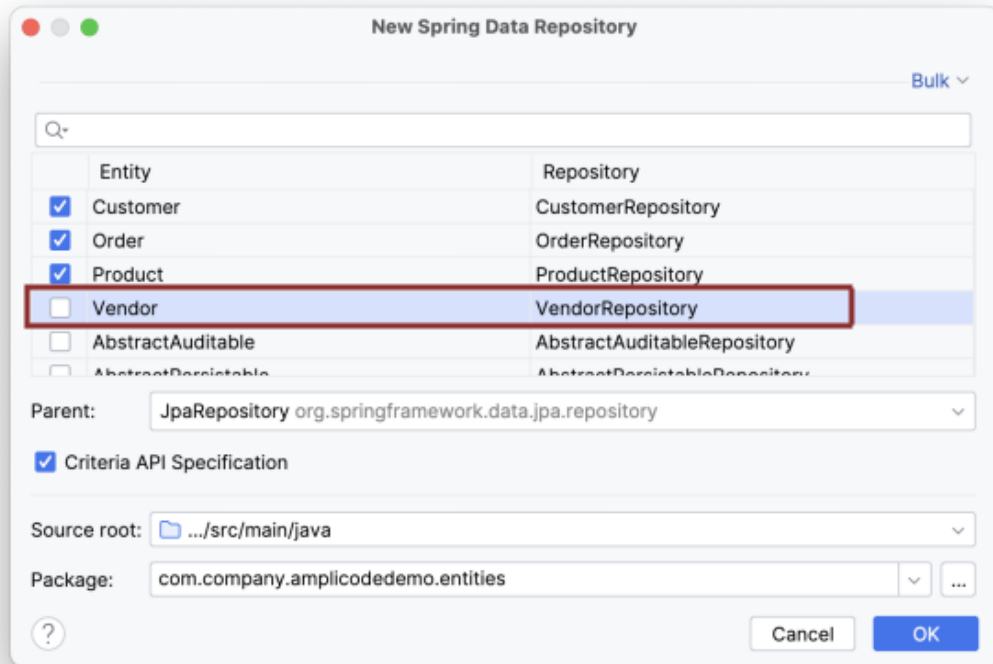 New Spring Data Repository
Bulk
Entity Repository
Customer CustomerRepository
Order OrderRepository
Product ProductRepository
Vendor VendorRepository
AbstractAuditable AbstractAuditableRepository
AbstractPersistable AbstractPersistableRepository
Parent: JpaRepository org.springframework.data.jpa.repository
Criteria API Specification
Source root: .../src/main/java
Package: com.company.amplicodedemo.entities ...
? Cancel OK